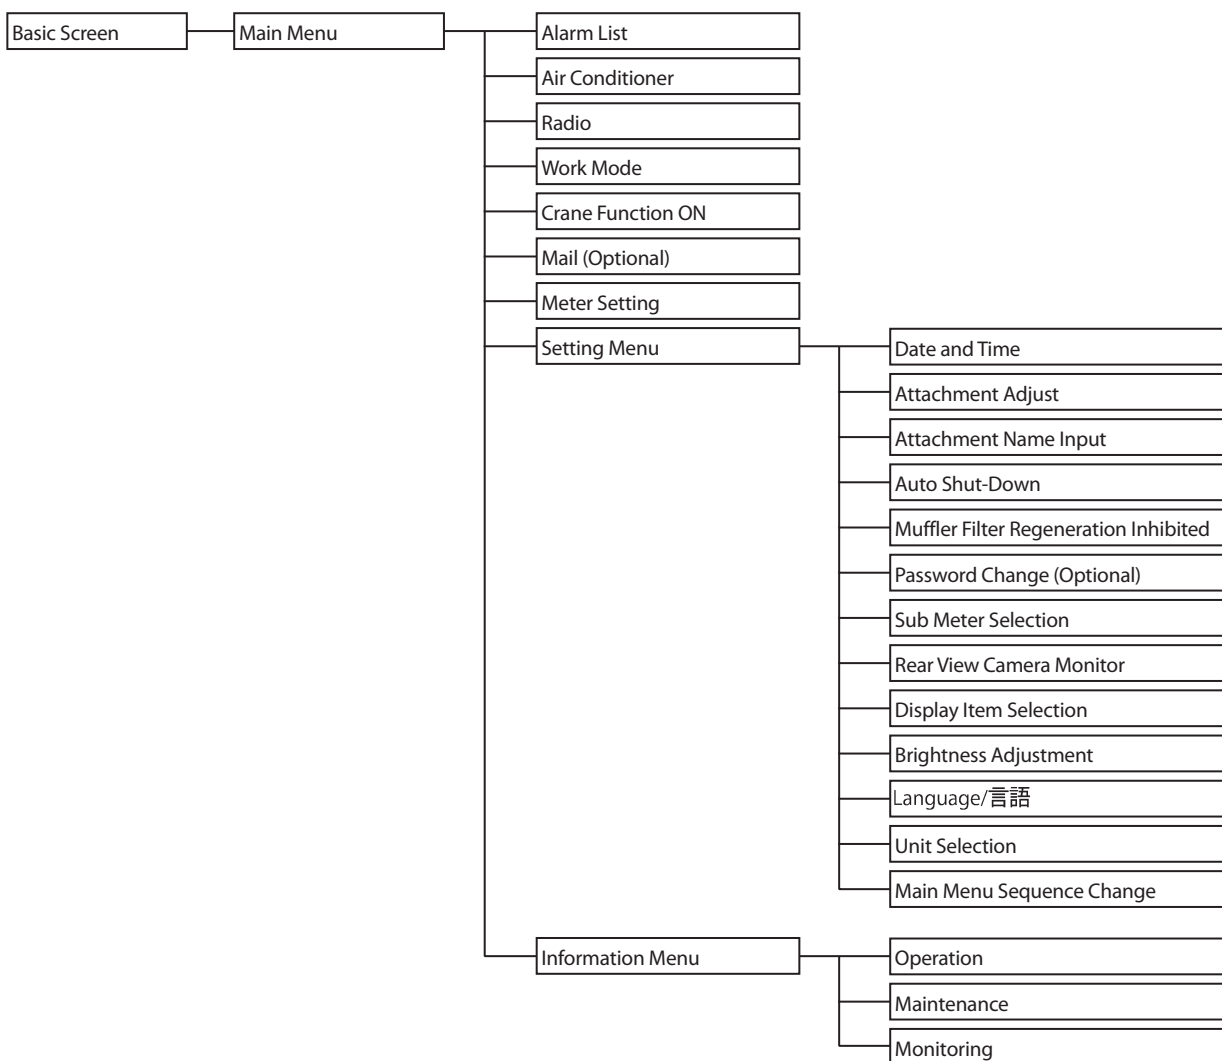 Basic Screen
Main Menu
Alarm List
Air Conditioner
Radio
Work Mode
Crane Function ON
Mail (Optional)
Meter Setting
Setting Menu
Date and Time
Attachment Adjust
Attachment Name Input
Auto Shut-Down
Muffler Filter Regeneration Inhibited
Password Change (Optional)
Sub Meter Selection
Rear View Camera Monitor
Display Item Selection
Brightness Adjustment
Language/言語
Unit Selection
Main Menu Sequence Change
Information Menu
Operation
Maintenance
Monitoring